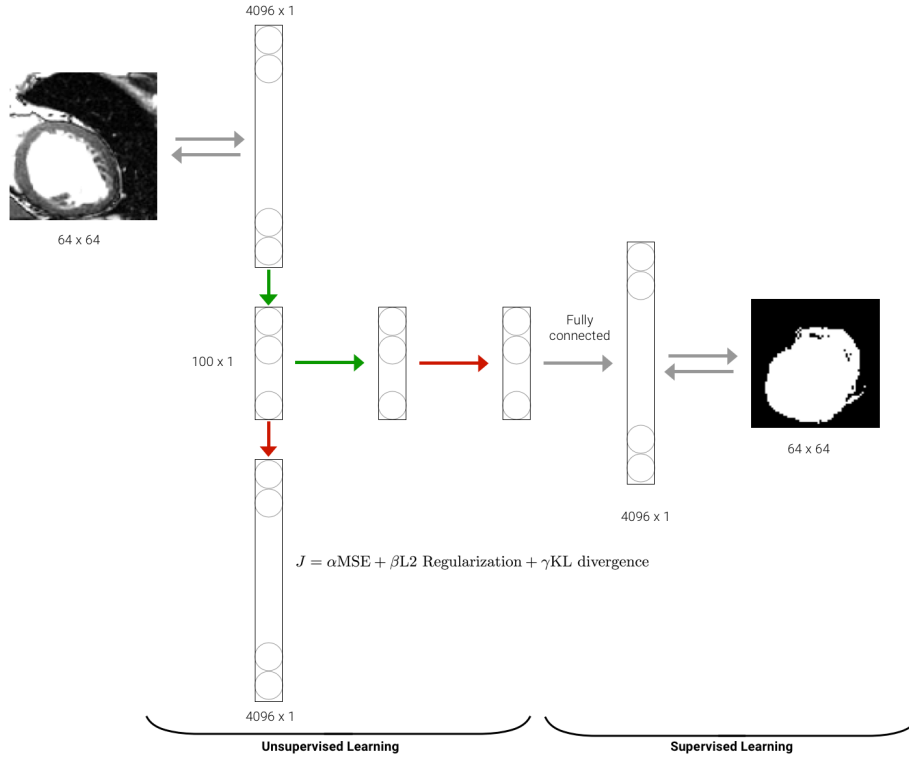 4096 x 1
64 x 64
100 x 1
Fully
connected
64 x 64
4096 x 1
J = αMSE + βL2 Regularization + γKL divergence
4096 x 1
Unsupervised Learning
Supervised Learning